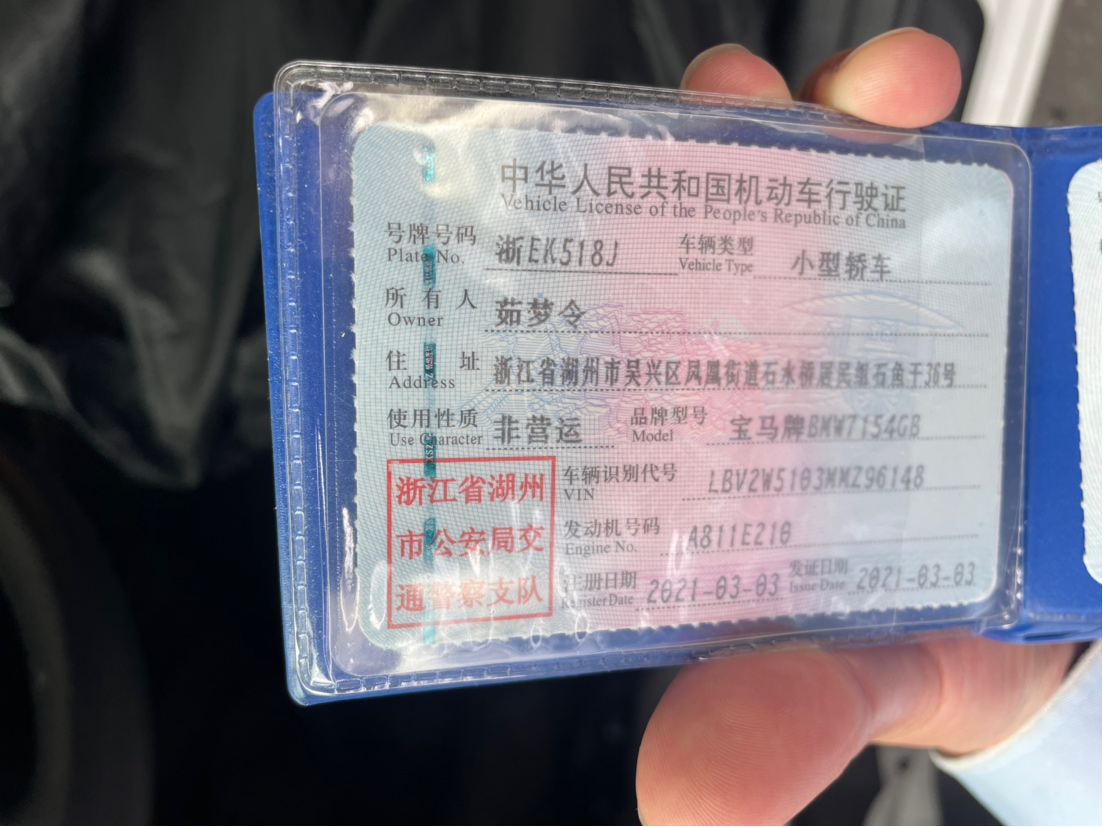 中华人民共和国机动车行驶证
Vehicle License of the People's Republic of China
号牌号码 浙EK518J 车辆类型 小型轿车
Plate No. Vehicle Type
所有人 茹梦令
Owner
住址 浙江省湖州市吴兴区凤凰街道石水桥居民组石鱼干36号
Address
使用性质 非营运 品牌型号 宝马牌BMW7154GB
Use Character Model
浙江省湖州 车辆识别代号 LBV2W5103MMZ96148
VIN
市公安局交 发动机号码 A811E210
Engine No.
通警察支队 注册日期 2021-03-03 发证日期 2021-03-03
Register Date Issue Date